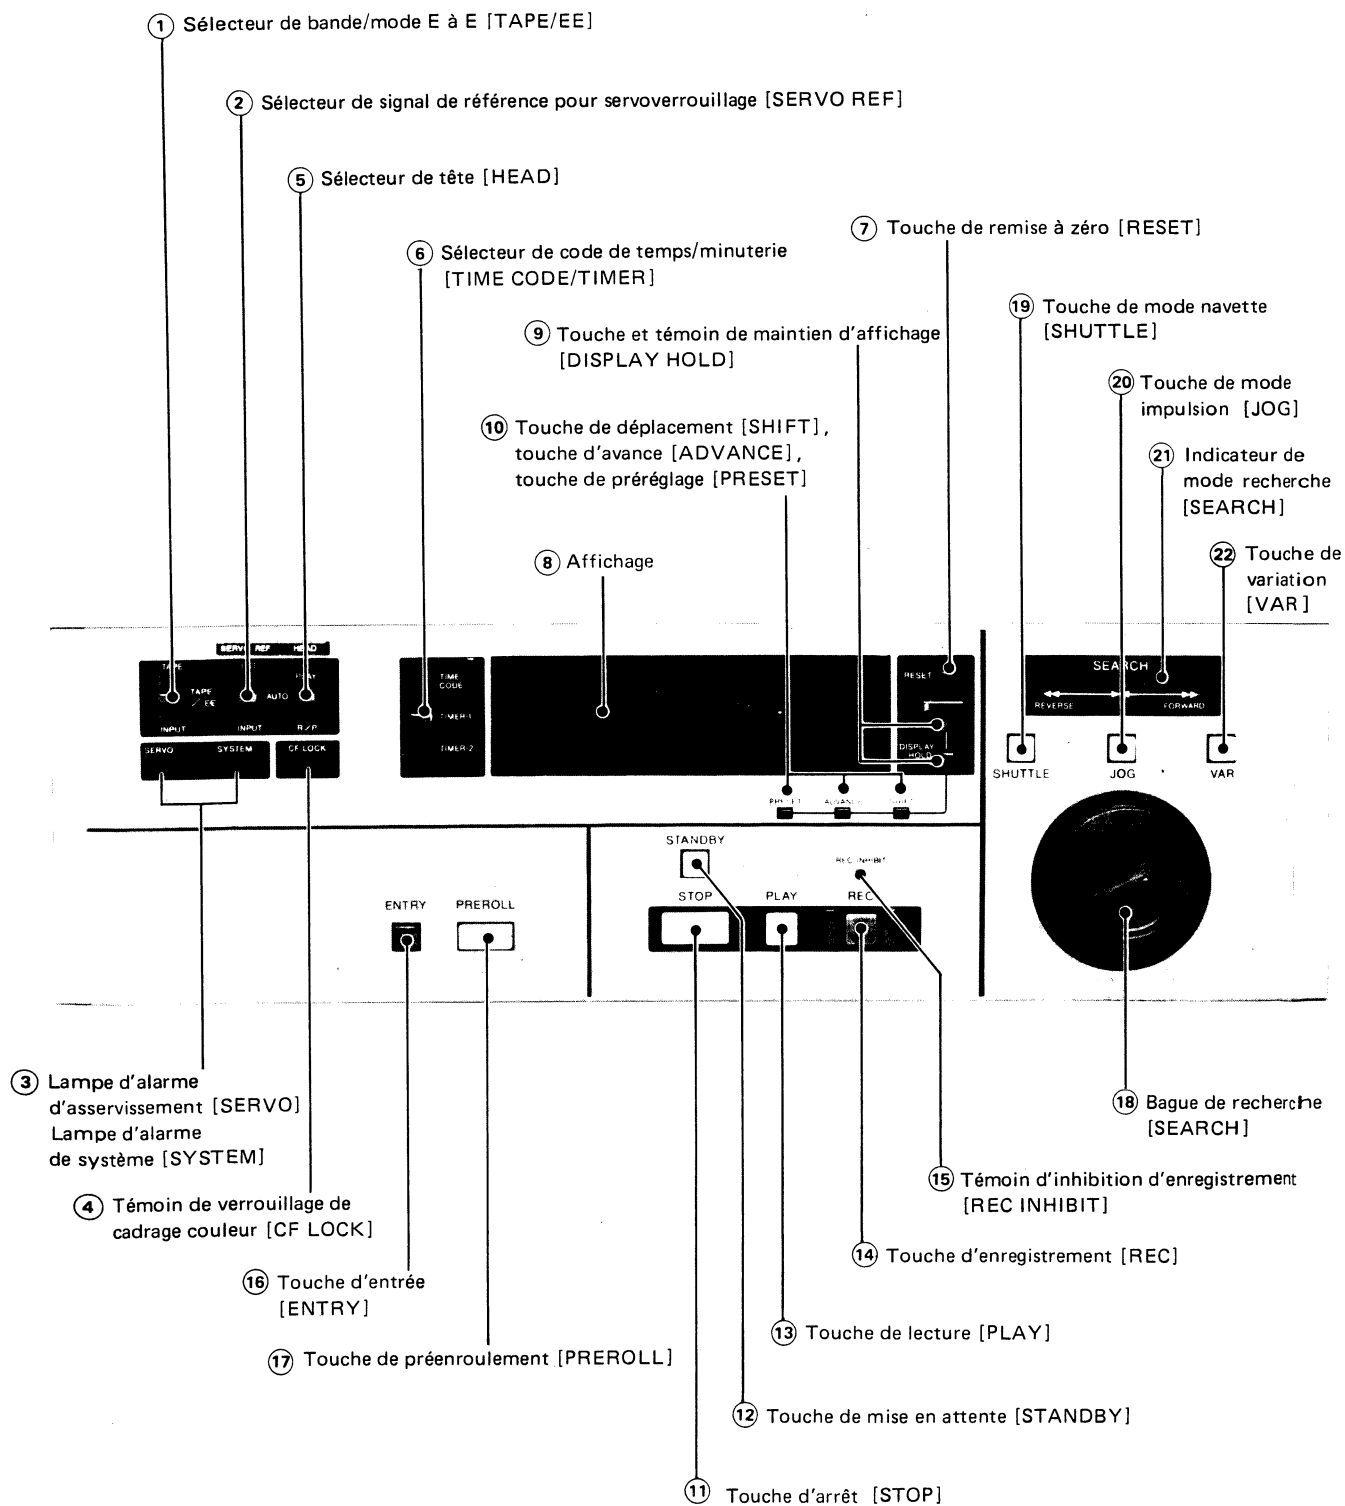 1 Sélecteur de bande/mode E à E [TAPE/EE]
2 Sélecteur de signal de référence pour servoverrouillage [SERVO REF]
5 Sélecteur de tête [HEAD]
7 Touche de remise à zéro [RESET]
6 Sélecteur de code de temps/minuterie
[TIME CODE/TIMER]
19 Touche de mode navette
[SHUTTLE]
9 Touche et témoin de maintien d'affichage
[DISPLAY HOLD]
20 Touche de mode
impulsion [JOG]
10 Touche de déplacement [SHIFT],
touche d'avance [ADVANCE],
touche de préréglage [PRESET]
21 Indicateur de
mode recherche
[SEARCH]
8 Affichage
22 Touche de
variation
[VAR]
SERVO REF HEAD
TAPE
PLAY
TAPE
/EE
AUTO
INPUT INPUT R/P
SERVO SYSTEM CF LOCK
TIME
CODE
TIMER-1
TIMER-2
RESET
DISPLAY
HOLD
PRESET ADVANCE SHIFT
SEARCH
REVERSE FORWARD
SHUTTLE JOG VAR
STANDBY
REC INHIBIT
STOP PLAY REC
ENTRY PREROLL
3 Lampe d'alarme
d'asservissement [SERVO]
Lampe d'alarme
de système [SYSTEM]
18 Bague de recherche
[SEARCH]
15 Témoin d'inhibition d'enregistrement
[REC INHIBIT]
4 Témoin de verrouillage de
cadrage couleur [CF LOCK]
14 Touche d'enregistrement [REC]
16 Touche d'entrée
[ENTRY]
13 Touche de lecture [PLAY]
17 Touche de préenroulement [PREROLL]
12 Touche de mise en attente [STANDBY]
11 Touche d'arrêt [STOP]